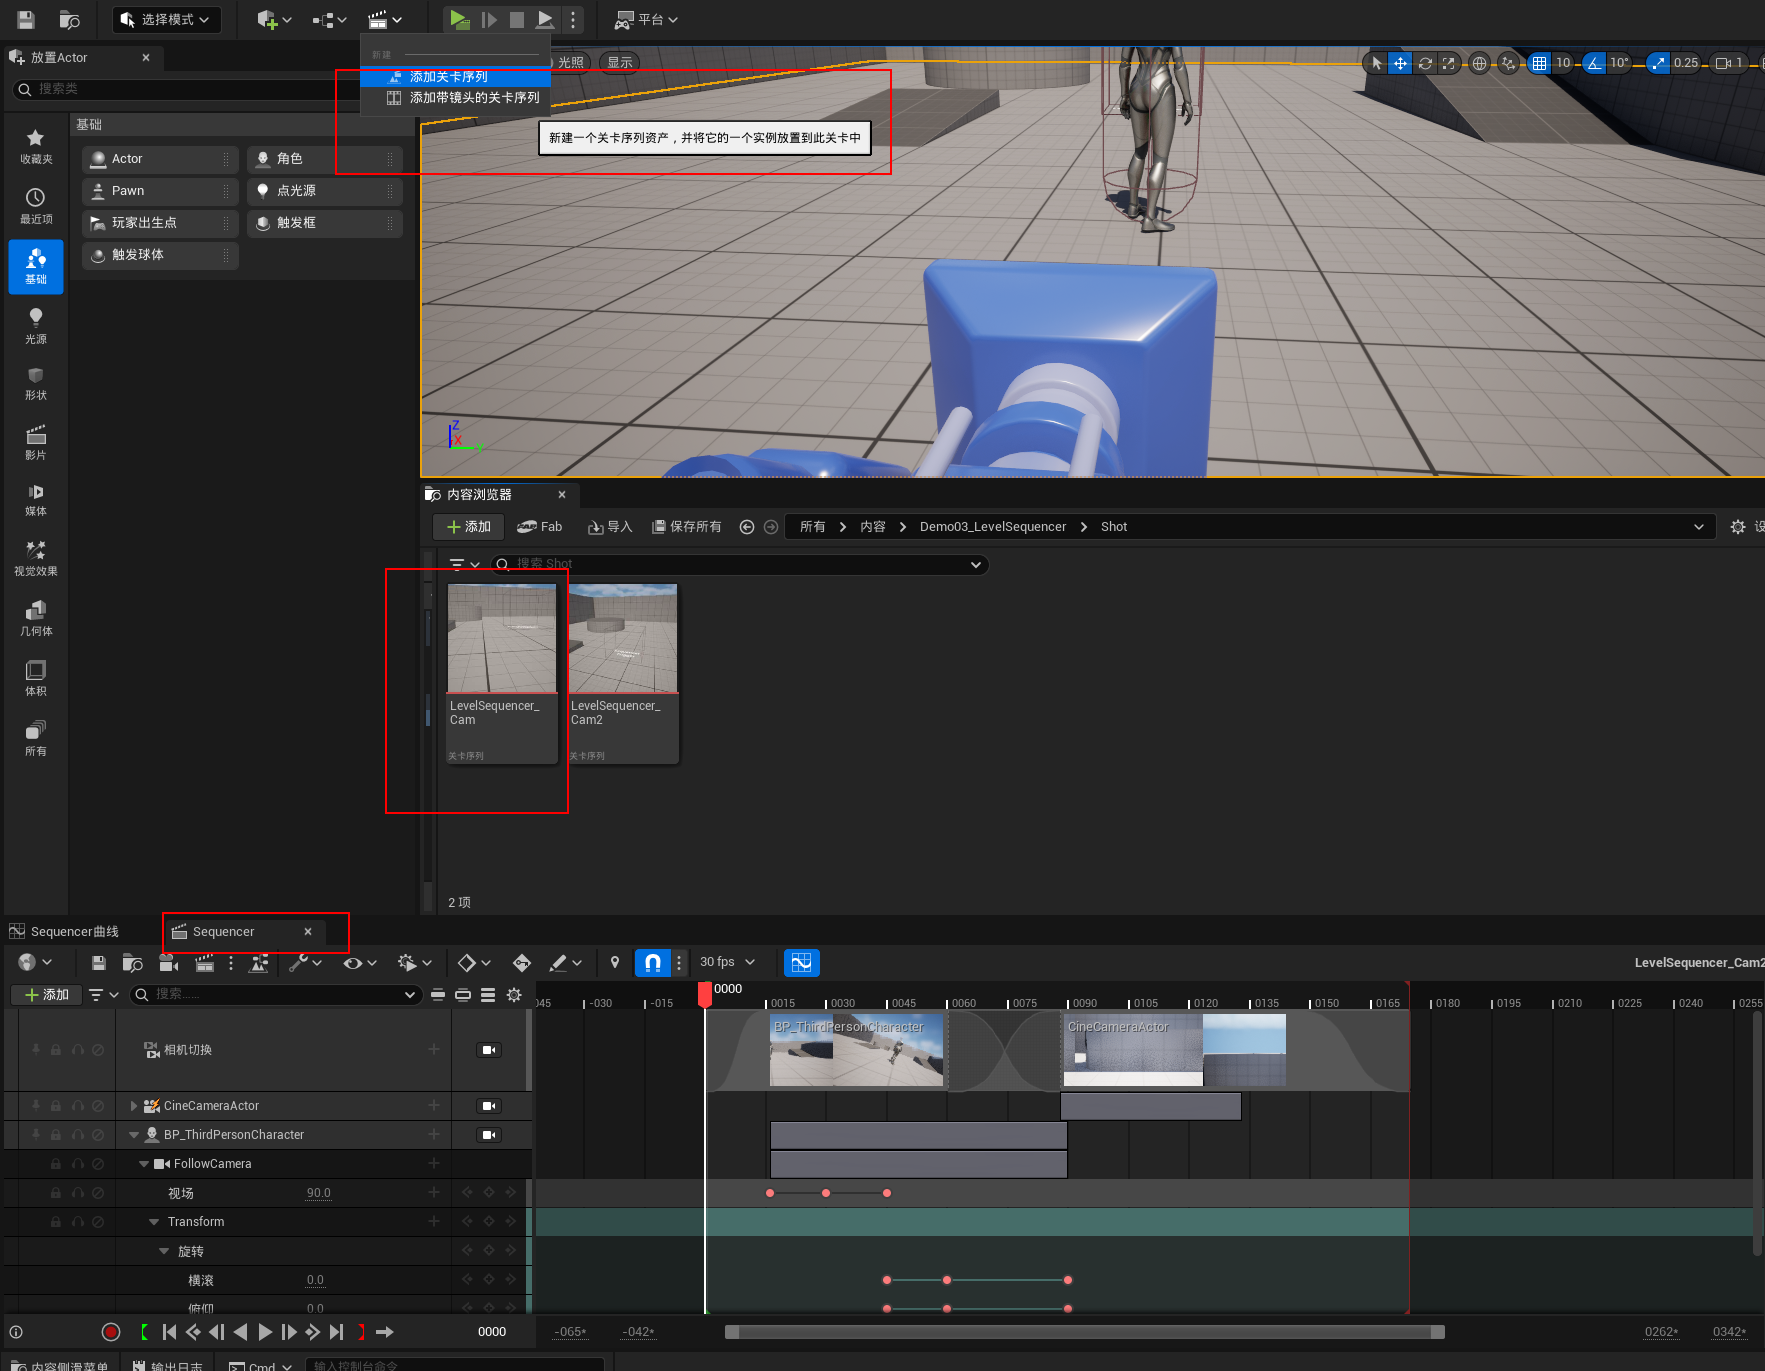 选择模式
平台
放置Actor
新建
添加关卡序列
添加带镜头的关卡序列
光照
显示
10
10°
0.25
1
搜索类
新建一个关卡序列资产，并将它的一个实例放置到此关卡中
基础
收藏夹
Actor
角色
Pawn
点光源
最近项
玩家出生点
触发框
触发球体
基础
光源
形状
影片
媒体
视觉效果
几何体
体积
所有
Z
X
Y
内容浏览器
添加
Fab
导入
保存所有
所有
内容
Demo03_LevelSequencer
Shot
设
搜索 Shot
LevelSequencer_
Cam
关卡序列
LevelSequencer_
Cam2
关卡序列
2 项
Sequencer曲线
Sequencer
30 fps
LevelSequencer_Cam2
添加
搜索……
045
-030
-015
0000
0015
0030
0045
0060
0075
0090
0105
0120
0135
0150
0165
0180
0195
0210
0225
0240
0255
相机切换
BP_ThirdPersonCharacter
CineCameraActor
CineCameraActor
BP_ThirdPersonCharacter
FollowCamera
视场
90.0
Transform
旋转
横滚
0.0
俯仰
0.0
0000
-065*
-042*
0262*
0342*
内容侧滑菜单
输出日志
Cmd
输入控制台命令